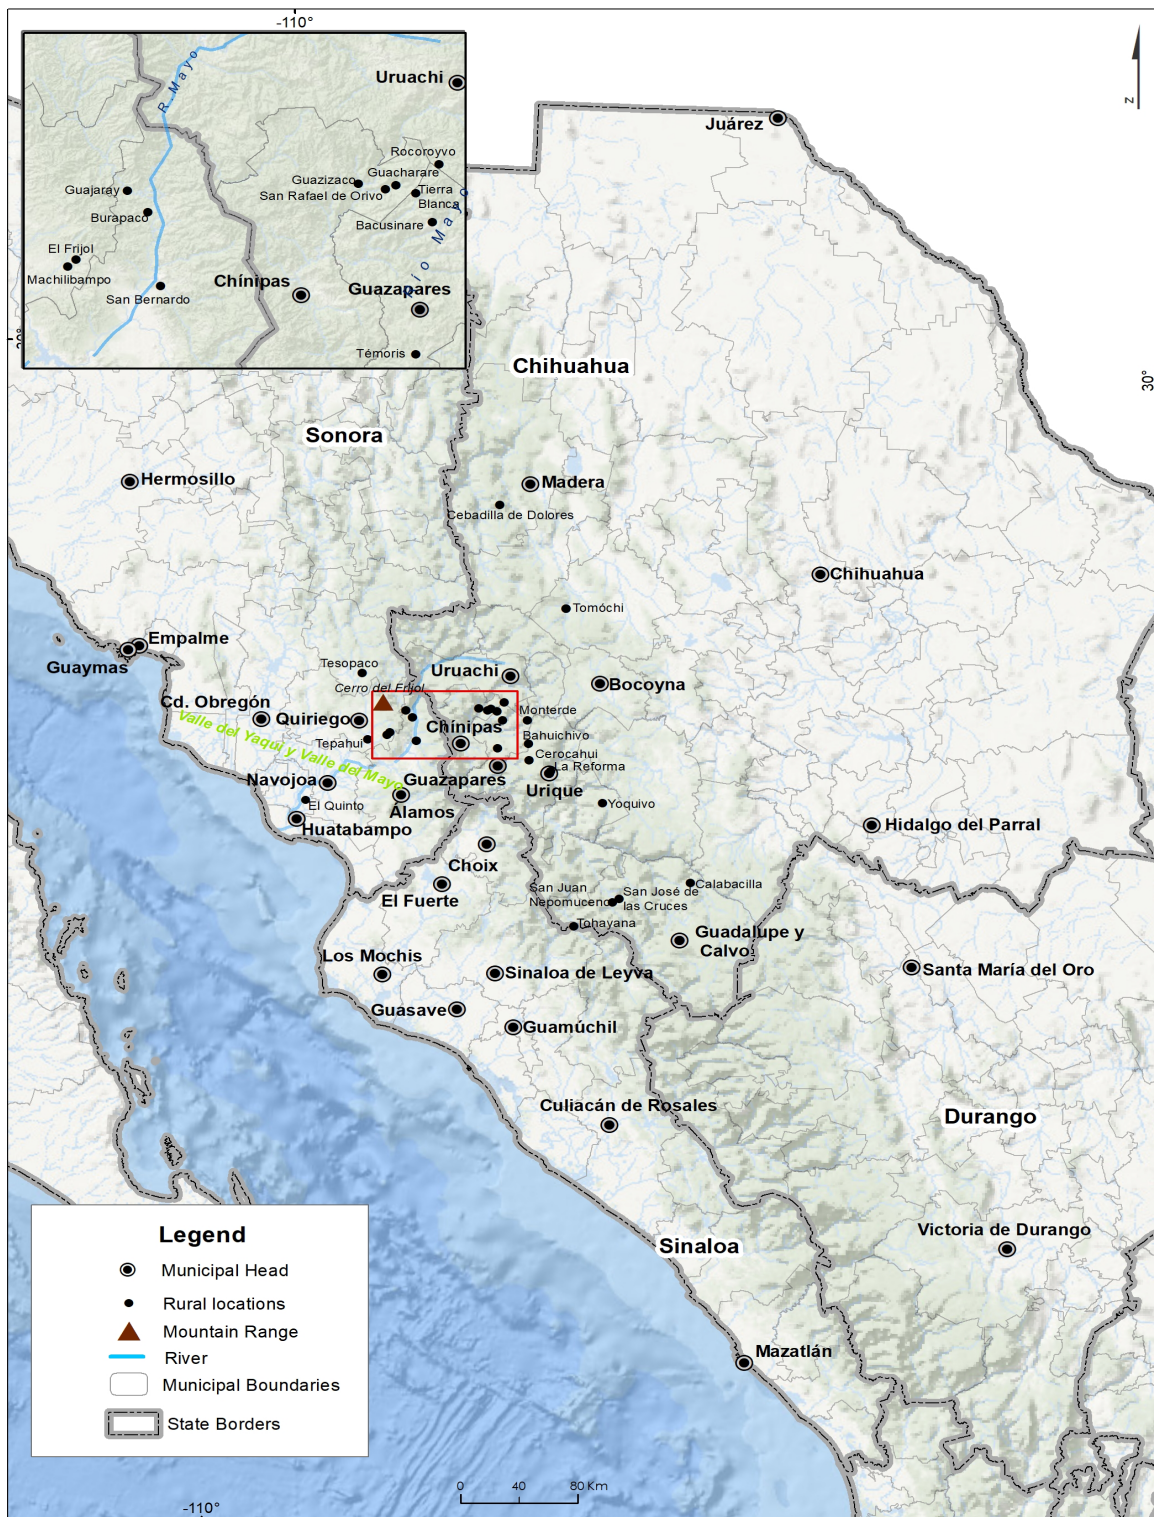 -110°
R. Mayo
Uruachi
Juárez
N
Rocoroyvo
Guajaray
Guazizaco
Guacharare
San Rafael de Orivo
Tierra
Blanca
Burapaco
Bacusinare
El Frijol
Machilibampo
San Bernardo
Chínipas
Guazapares
Río Mayo
Témoris
30°
30°
Chihuahua
Sonora
Hermosillo
Madera
Cebadilla de Dolores
Chihuahua
Tomóchi
Empalme
Guaymas
Tesopaco
Uruachi
Bocoyna
Cerro del Frijol
Cd. Obregón
Quiriego
Monterde
Valle del Yaqui y Valle del Mayo
Chínipas
Tepahui
Bahuichivo
Cerocahui
La Reforma
Navojoa
Guazapares
Urique
El Quinto
Álamos
Yoquivo
Huatabampo
Hidalgo del Parral
Choix
El Fuerte
San Juan
Nepomuceno
San José de
las Cruces
Calabacilla
Tohayana
Guadalupe y
Calvo
Los Mochis
Sinaloa de Leyva
Santa María del Oro
Guasave
Guamúchil
Culiacán de Rosales
Durango
Victoria de Durango
Sinaloa
Mazatlán
Legend
Municipal Head
Rural locations
Mountain Range
River
Municipal Boundaries
State Borders
-110°
0 40 80 Km